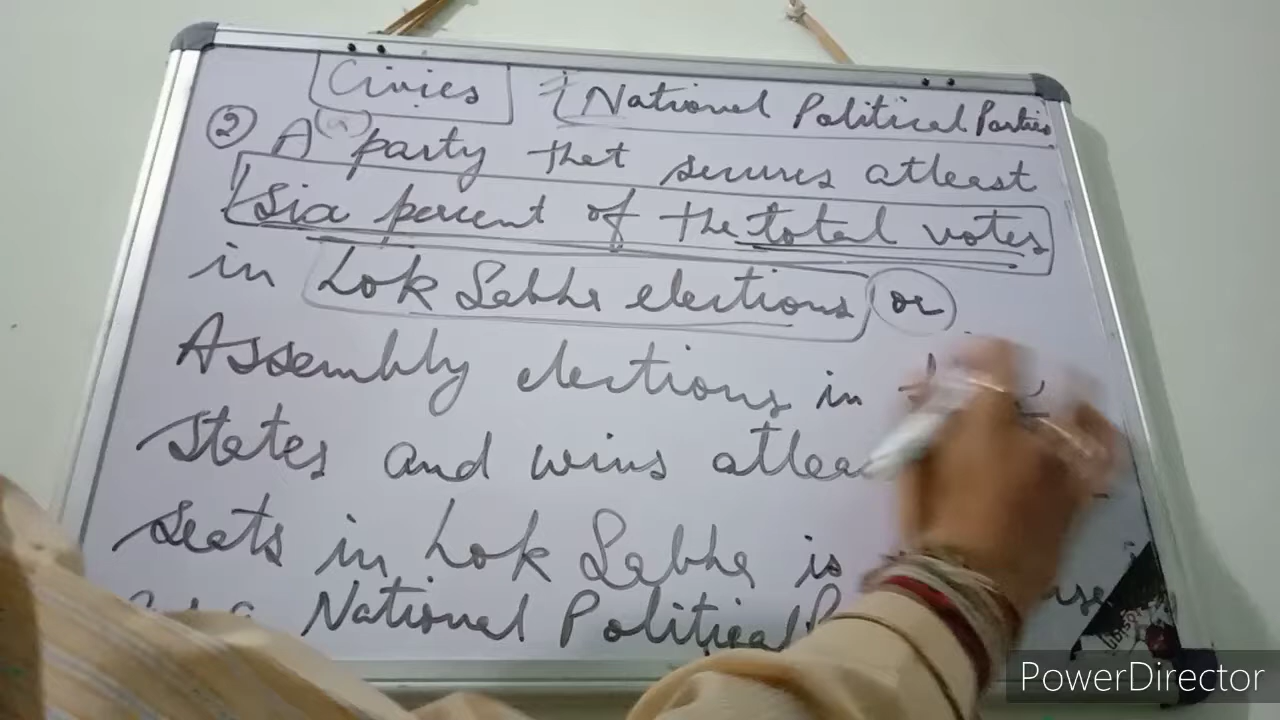 Civics National Political Parties
② A (a) party that secures atleast
six percent of the total votes
in Lok Sabha elections or
Assembly elections in
states and wins
seats in Lok Sabha is
National Political
PowerDirector